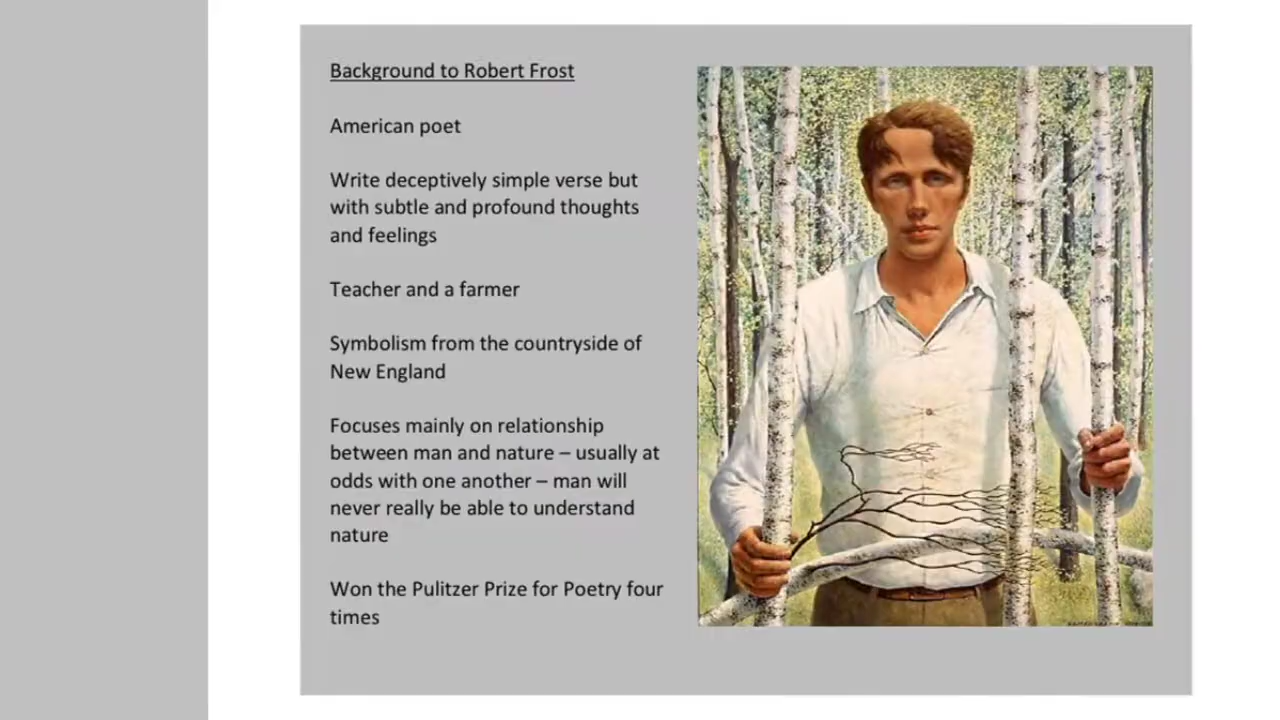 Background to Robert Frost
American poet
Write deceptively simple verse but
with subtle and profound thoughts
and feelings
Teacher and a farmer
Symbolism from the countryside of
New England
Focuses mainly on relationship
between man and nature – usually at
odds with one another – man will
never really be able to understand
nature
Won the Pulitzer Prize for Poetry four
times